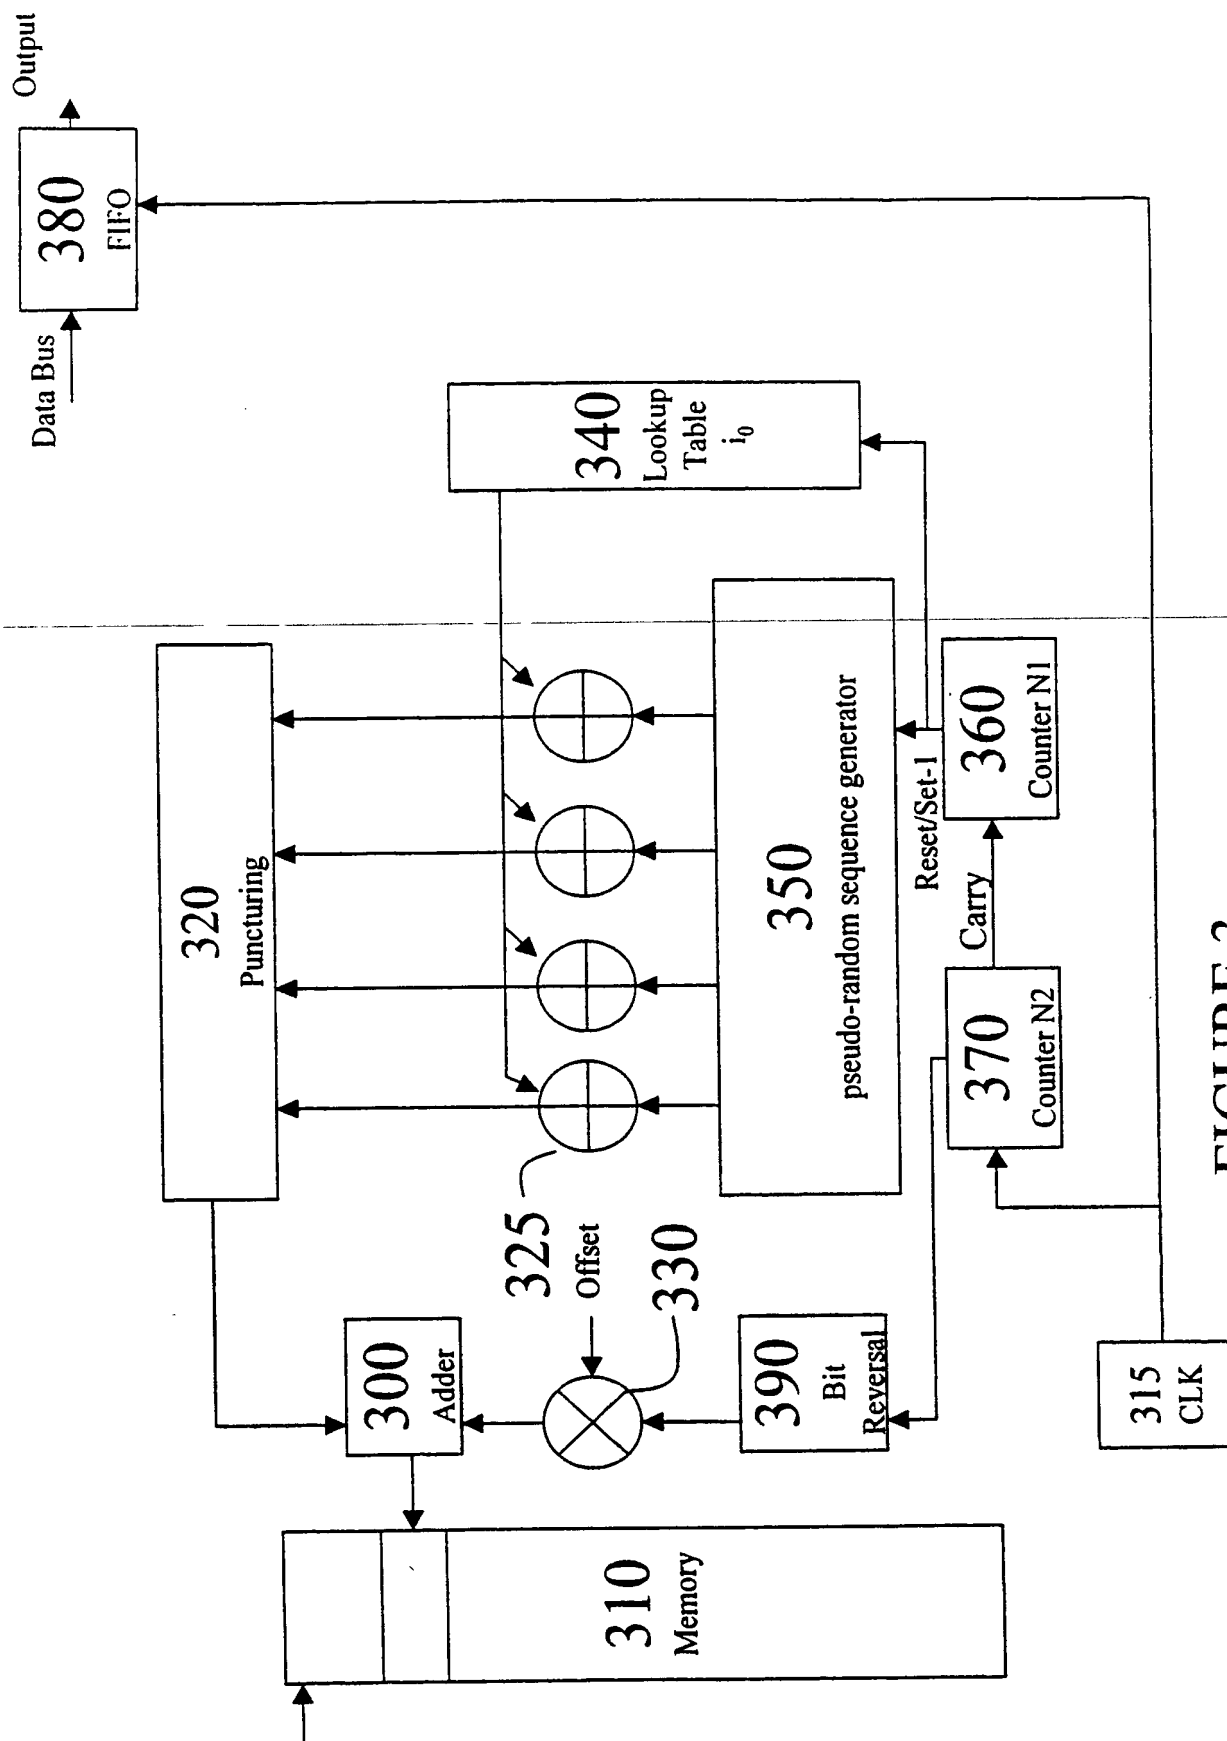 310
Memory
300
Adder
330
390
Bit
Reversal
315
CLK
Offset
325
320
Puncturing
350
pseudo-random sequence generator
370
Counter N2
Carry
Reset/Set-1
360
Counter N1
340
Lookup
Table
i₀
Data Bus
380
FIFO
Output
FIGURE